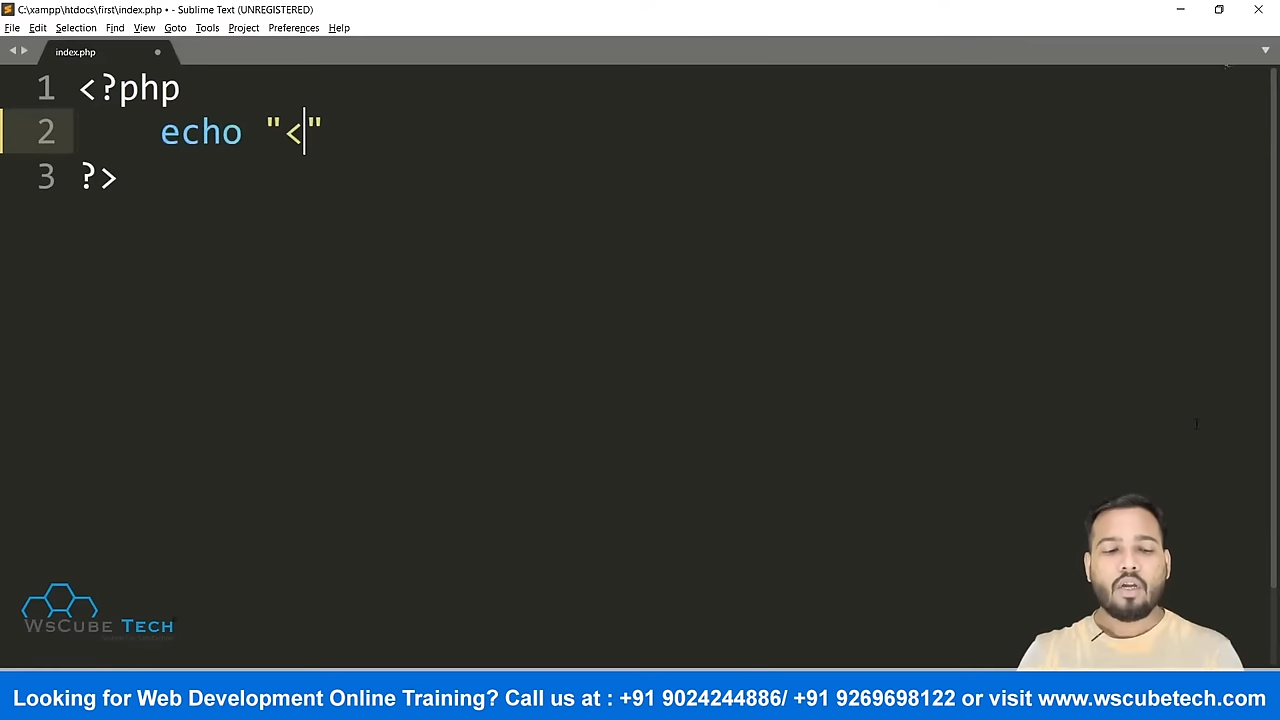 C:\xampp\htdocs\first\index.php • - Sublime Text (UNREGISTERED)
File Edit Selection Find View Goto Tools Project Preferences Help
index.php
1 <?php
2 echo "<"
3 ?>
WsCube Tech
Looking for Web Development Online Training? Call us at : +91 9024244886/ +91 9269698122 or visit www.wscubetech.com